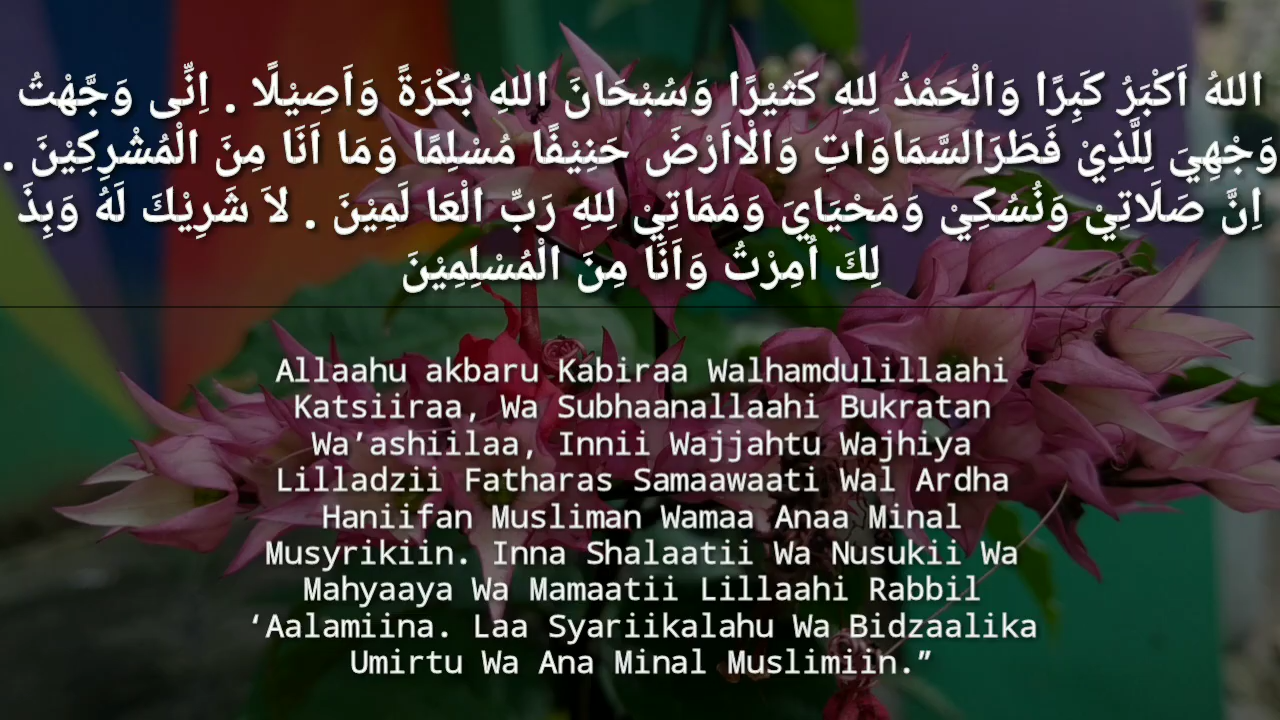 اللهُ اَكْبَرُ كَبِرًا وَالْحَمْدُ لِلهِ كَثيْرًا وَسُبْحَانَ اللهِ بُكْرَةً وَاَصِيْلًا . اِنِّى وَجَّهْتُ
وَجْهِيَ لِلَّذِيْ فَطَرَالسَّمَاوَاتِ وَالْااَرْضَ حَنِيْفًا مُسْلِمًا وَمَا اَنَا مِنَ الْمُشْرِكِيْنَ .
اِنَّ صَلَاتِيْ وَنُسُكِيْ وَمَحْيَايَ وَمَمَاتِيْ لِلهِ رَبِّ الْعَا لَمِيْنَ . لاَ شَرِيْكَ لَهُ وَبِذَ
لِكَ اُمِرْتُ وَاَنَا مِنَ الْمُسْلِمِيْنَ
Allaahu akbaru Kabiraa Walhamdulillaahi
Katsiiraa, Wa Subhaanallaahi Bukratan
Wa’ashiilaa, Innii Wajjahtu Wajhiya
Lilladzii Fatharas Samaawaati Wal Ardha
Haniifan Musliman Wamaa Anaa Minal
Musyrikiin. Inna Shalaatii Wa Nusukii Wa
Mahyaaya Wa Mamaatii Lillaahi Rabbil
‘Aalamiina. Laa Syariikalahu Wa Bidzaalika
Umirtu Wa Ana Minal Muslimiin.”